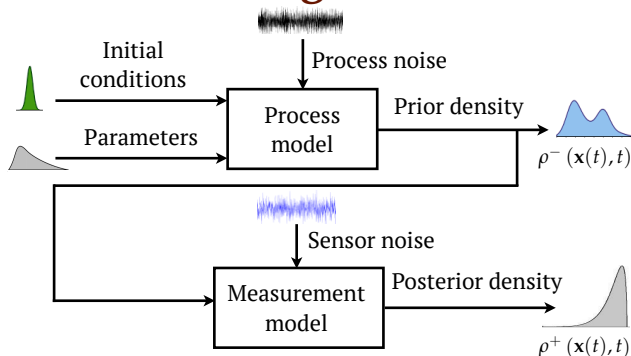 Initial
conditions
Process noise
Parameters
Process
model
Prior density
ρ⁻ (x(t), t)
Sensor noise
Measurement
model
Posterior density
ρ⁺ (x(t), t)